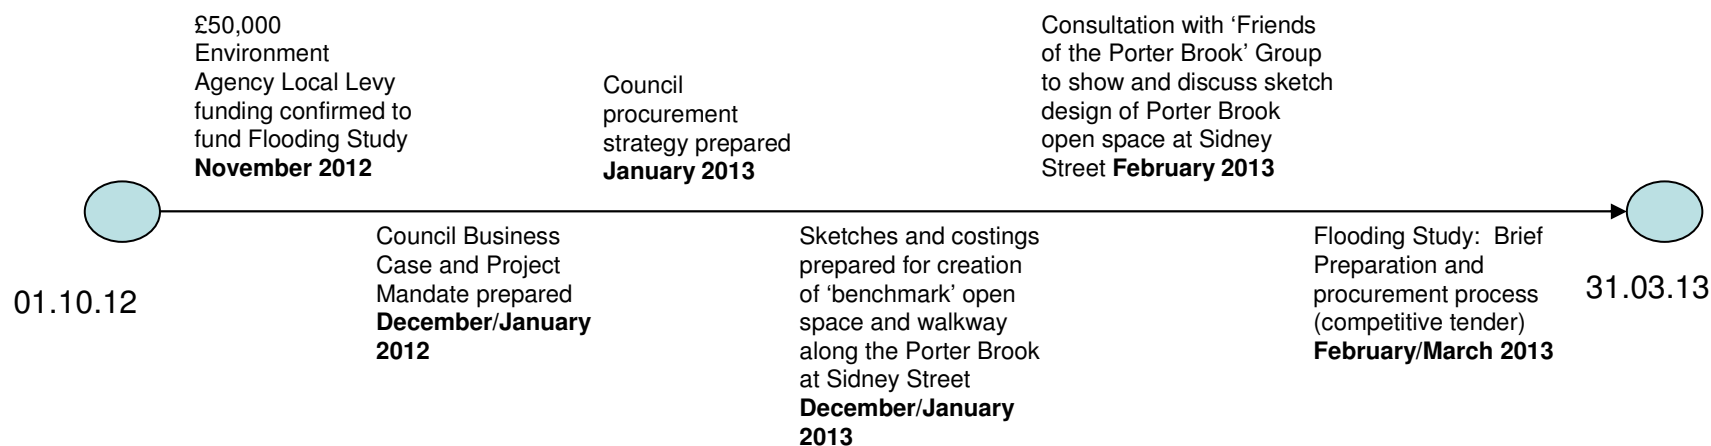 £50,000
Environment
Agency Local Levy
funding confirmed to
fund Flooding Study
November 2012
Council
procurement
strategy prepared
January 2013
Consultation with ‘Friends
of the Porter Brook’ Group
to show and discuss sketch
design of Porter Brook
open space at Sidney
Street February 2013
01.10.12
Council Business
Case and Project
Mandate prepared
December/January
2012
Sketches and costings
prepared for creation
of ‘benchmark’ open
space and walkway
along the Porter Brook
at Sidney Street
December/January
2013
Flooding Study: Brief
Preparation and
procurement process
(competitive tender)
February/March 2013
31.03.13